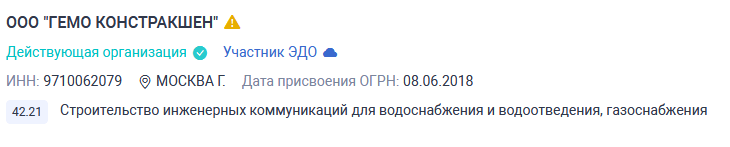 ООО "ГЕМО КОНСТРАКШЕН"
Действующая организация Участник ЭДО
ИНН: 9710062079 МОСКВА Г. Дата присвоения ОГРН: 08.06.2018
42.21 Строительство инженерных коммуникаций для водоснабжения и водоотведения, газоснабжения